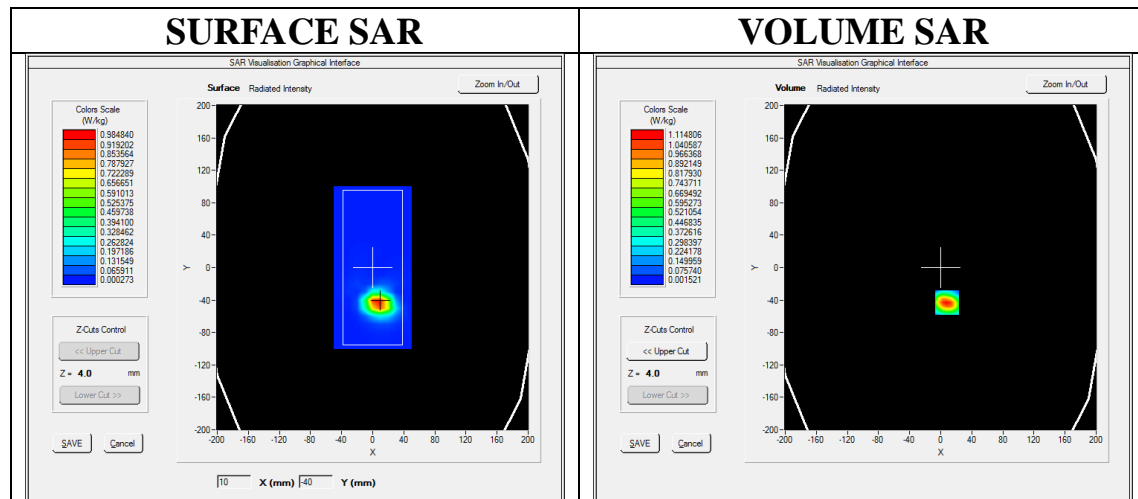 SURFACE SAR
SAR Visualisation Graphical Interface
Surface Radiated Intensity
Zoom In/Out
Colors Scale
(W/kg)
0.984840
0.919202
0.853564
0.787927
0.722289
0.656651
0.591013
0.525375
0.459738
0.394100
0.328462
0.262824
0.197186
0.131549
0.065911
0.000273
Z-Cuts Control
<< Upper Cut
Z = 4.0 mm
Lower Cut >>
SAVE Cancel
200
160
120
80
40
0
-40
-80
-120
-160
-200
Y
-200 -160 -120 -80 -40 0 40 80 120 160 200
X
10 X (mm) -40 Y (mm)
VOLUME SAR
SAR Visualisation Graphical Interface
Volume Radiated Intensity
Zoom In/Out
Colors Scale
(W/kg)
1.114806
1.040587
0.966368
0.892149
0.817930
0.743711
0.669492
0.595273
0.521054
0.446835
0.372616
0.298397
0.224178
0.149959
0.075740
0.001521
Z-Cuts Control
<< Upper Cut
Z = 4.0 mm
Lower Cut >>
SAVE Cancel
200
160
120
80
40
0
-40
-80
-120
-160
-200
Y
-200 -160 -120 -80 -40 0 40 80 120 160 200
X